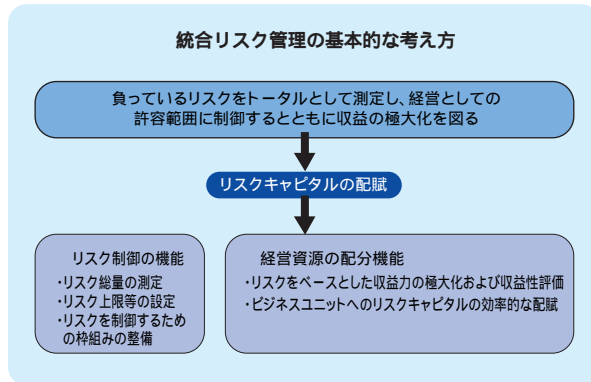 統合リスク管理の基本的な考え方
負っているリスクをトータルとして測定し、経営としての
許容範囲に制御するとともに収益の極大化を図る
リスクキャピタルの配賦
リスク制御の機能
・リスク総量の測定
・リスク上限等の設定
・リスクを制御するため
の枠組みの整備
経営資源の配分機能
・リスクをベースとした収益力の極大化および収益性評価
・ビジネスユニットへのリスクキャピタルの効率的な配賦